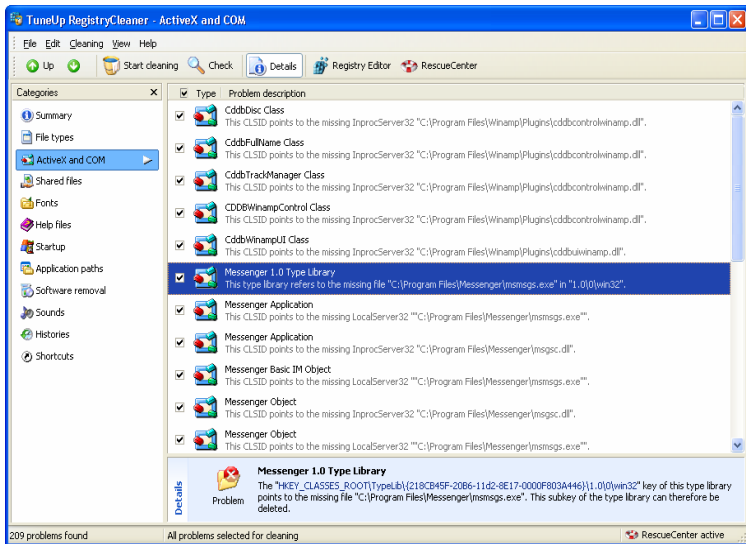 TuneUp RegistryCleaner - ActiveX and COM
File Edit Cleaning View Help
Up Start cleaning Check Details Registry Editor RescueCenter
Categories
Summary
File types
ActiveX and COM
Shared files
Fonts
Help files
Startup
Application paths
Software removal
Sounds
Histories
Shortcuts
Type Problem description
CddbDisc Class
This CLSID points to the missing InprocServer32 "C:\Program Files\Winamp\Plugins\cddbcontrolwinamp.dll".
CddbFullName Class
This CLSID points to the missing InprocServer32 "C:\Program Files\Winamp\Plugins\cddbcontrolwinamp.dll".
CddbTrackManager Class
This CLSID points to the missing InprocServer32 "C:\Program Files\Winamp\Plugins\cddbcontrolwinamp.dll".
CDDBWinampControl Class
This CLSID points to the missing InprocServer32 "C:\Program Files\Winamp\Plugins\cddbcontrolwinamp.dll".
CddbWinampUI Class
This CLSID points to the missing InprocServer32 "C:\Program Files\Winamp\Plugins\cddbuiwinamp.dll".
Messenger 1.0 Type Library
This type library refers to the missing file "C:\Program Files\Messenger\msmsgs.exe" in "1.0\0\win32".
Messenger Application
This CLSID points to the missing LocalServer32 ""C:\Program Files\Messenger\msmsgs.exe"".
Messenger Application
This CLSID points to the missing InprocServer32 "C:\Program Files\Messenger\msgsc.dll".
Messenger Basic IM Object
This CLSID points to the missing LocalServer32 ""C:\Program Files\Messenger\msmsgs.exe"".
Messenger Object
This CLSID points to the missing InprocServer32 "C:\Program Files\Messenger\msgsc.dll".
Messenger Object
This CLSID points to the missing LocalServer32 ""C:\Program Files\Messenger\msmsgs.exe"".
Details
Problem
Messenger 1.0 Type Library
The "HKEY_CLASSES_ROOT\TypeLib\{218CB45F-20B6-11d2-8E17-0000F803A446}\1.0\0\win32" key of this type library
points to the missing file "C:\Program Files\Messenger\msmsgs.exe". This subkey of the type library can therefore be
deleted.
209 problems found All problems selected for cleaning RescueCenter active